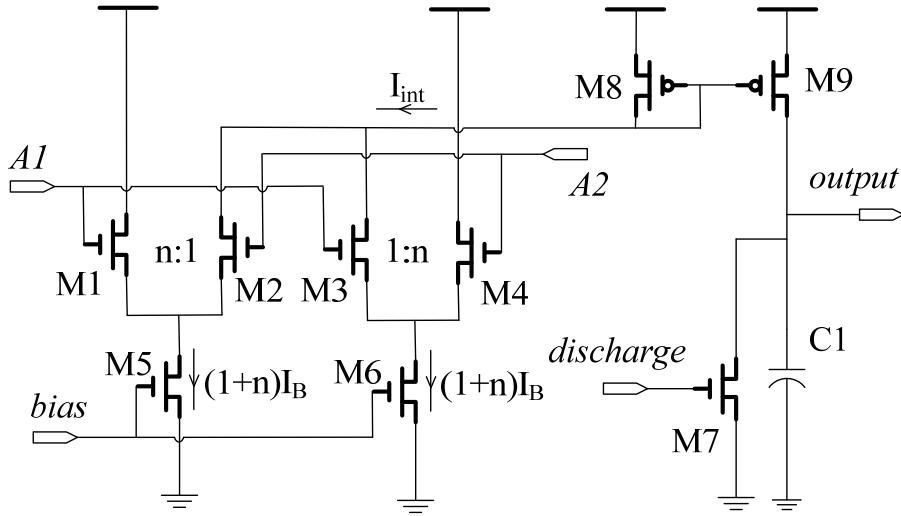 M8
M9
I_int
A1
A2
output
n:1
1:n
M1
M2
M3
M4
M5
M6
(1+n)I_B
(1+n)I_B
discharge
C1
bias
M7